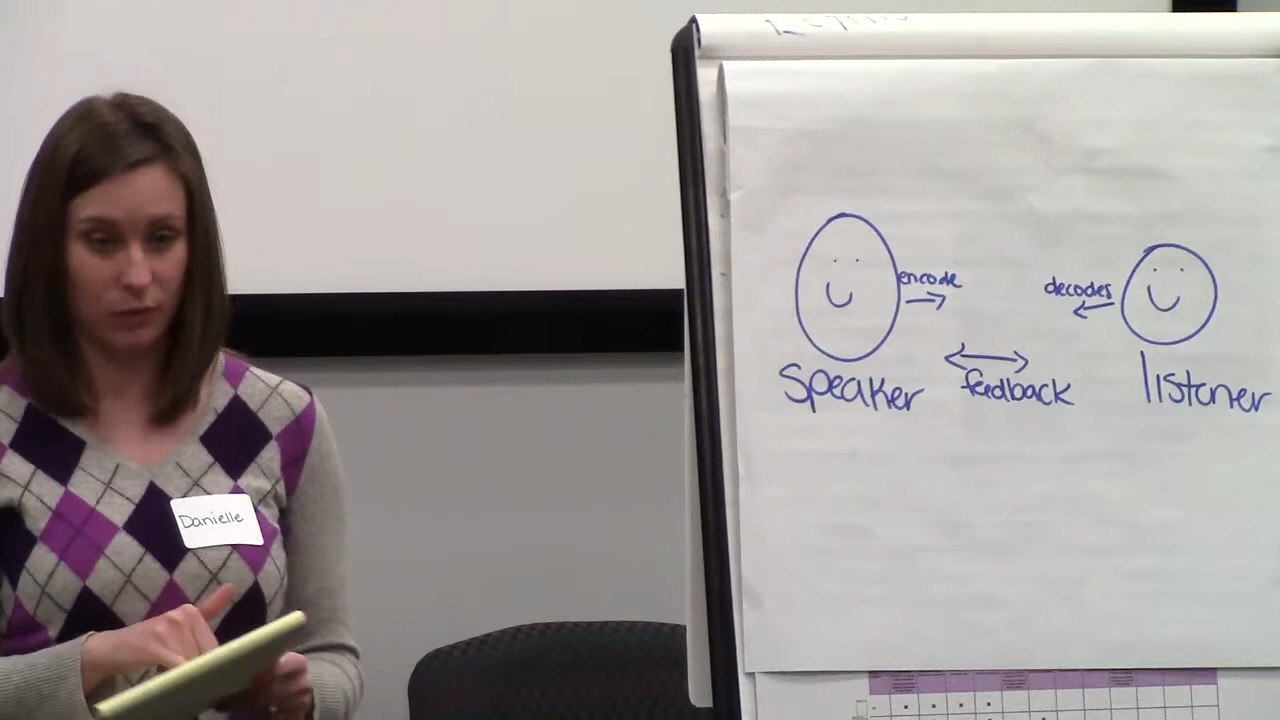 Danielle
encode
decodes
Speaker
feedback
listener